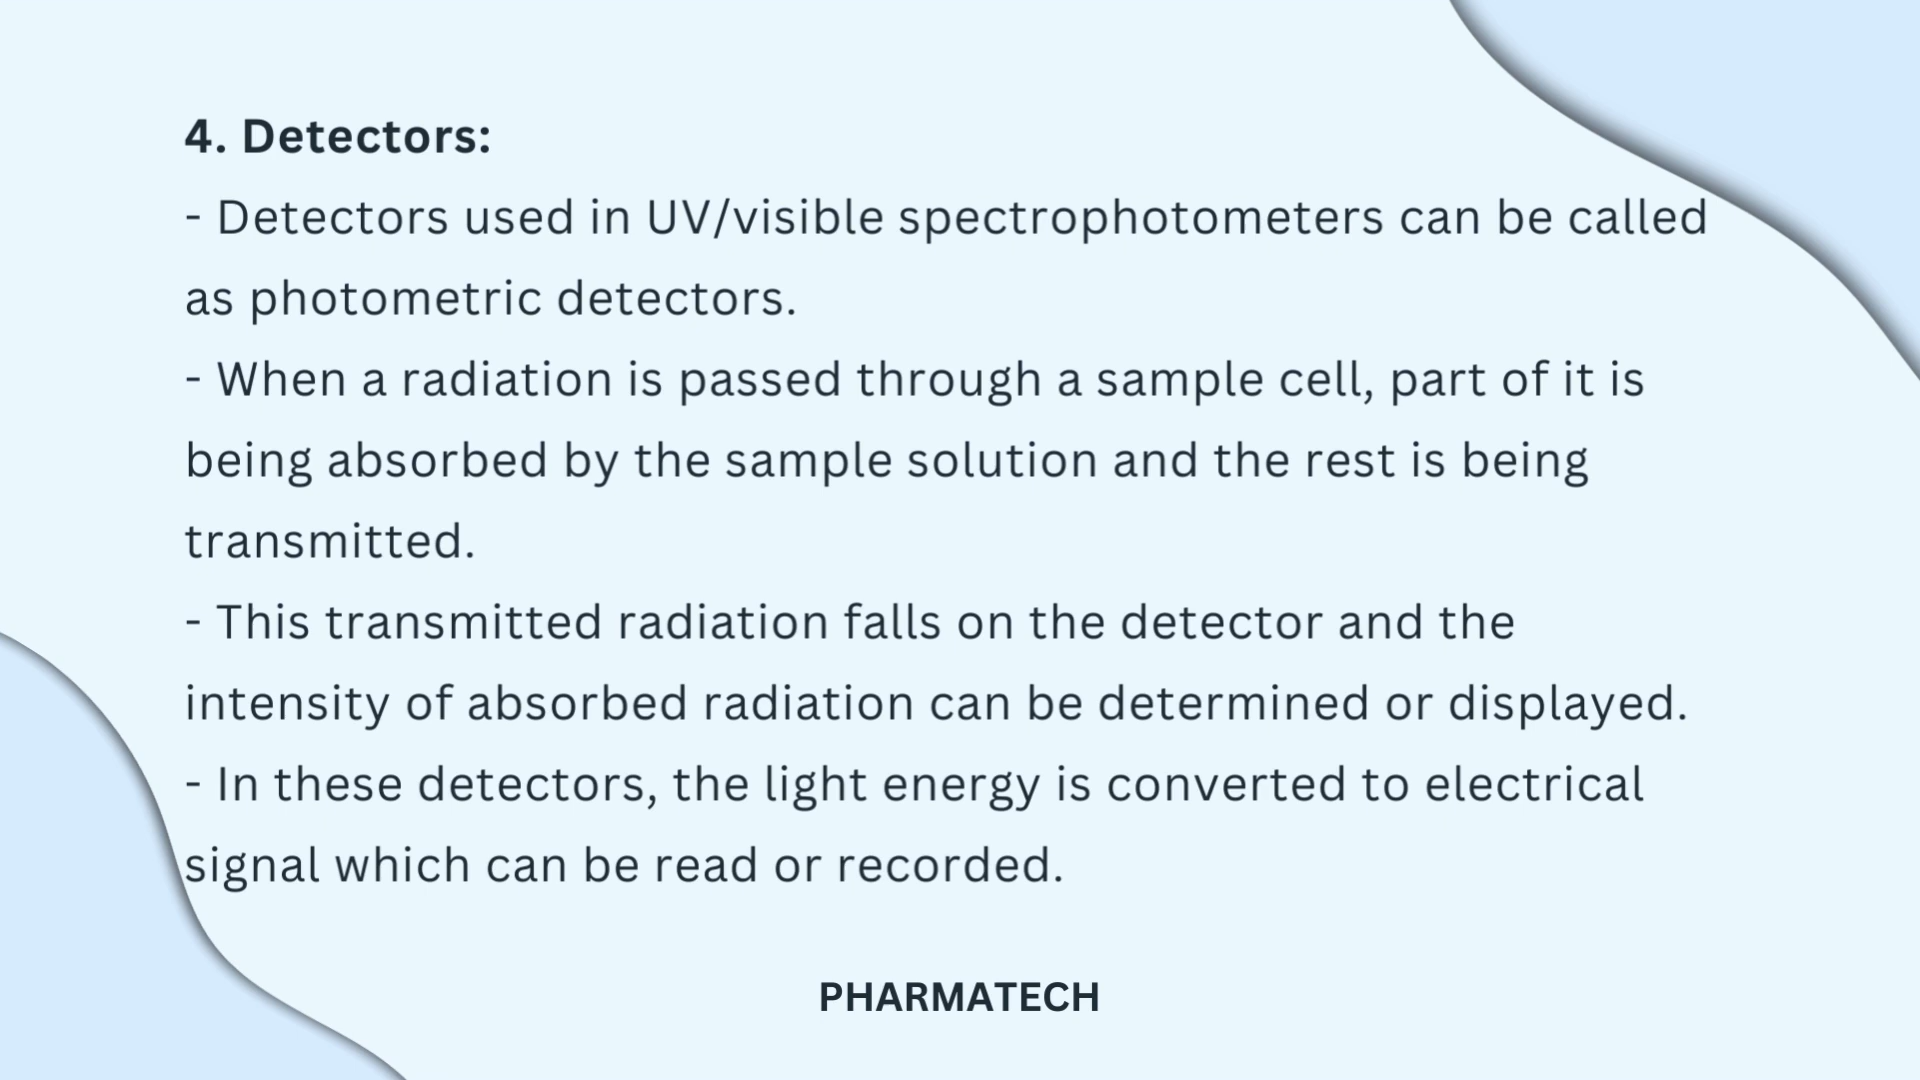 4. Detectors:
- Detectors used in UV/visible spectrophotometers can be called
as photometric detectors.
- When a radiation is passed through a sample cell, part of it is
being absorbed by the sample solution and the rest is being
transmitted.
- This transmitted radiation falls on the detector and the
intensity of absorbed radiation can be determined or displayed.
- In these detectors, the light energy is converted to electrical
signal which can be read or recorded.
PHARMATECH